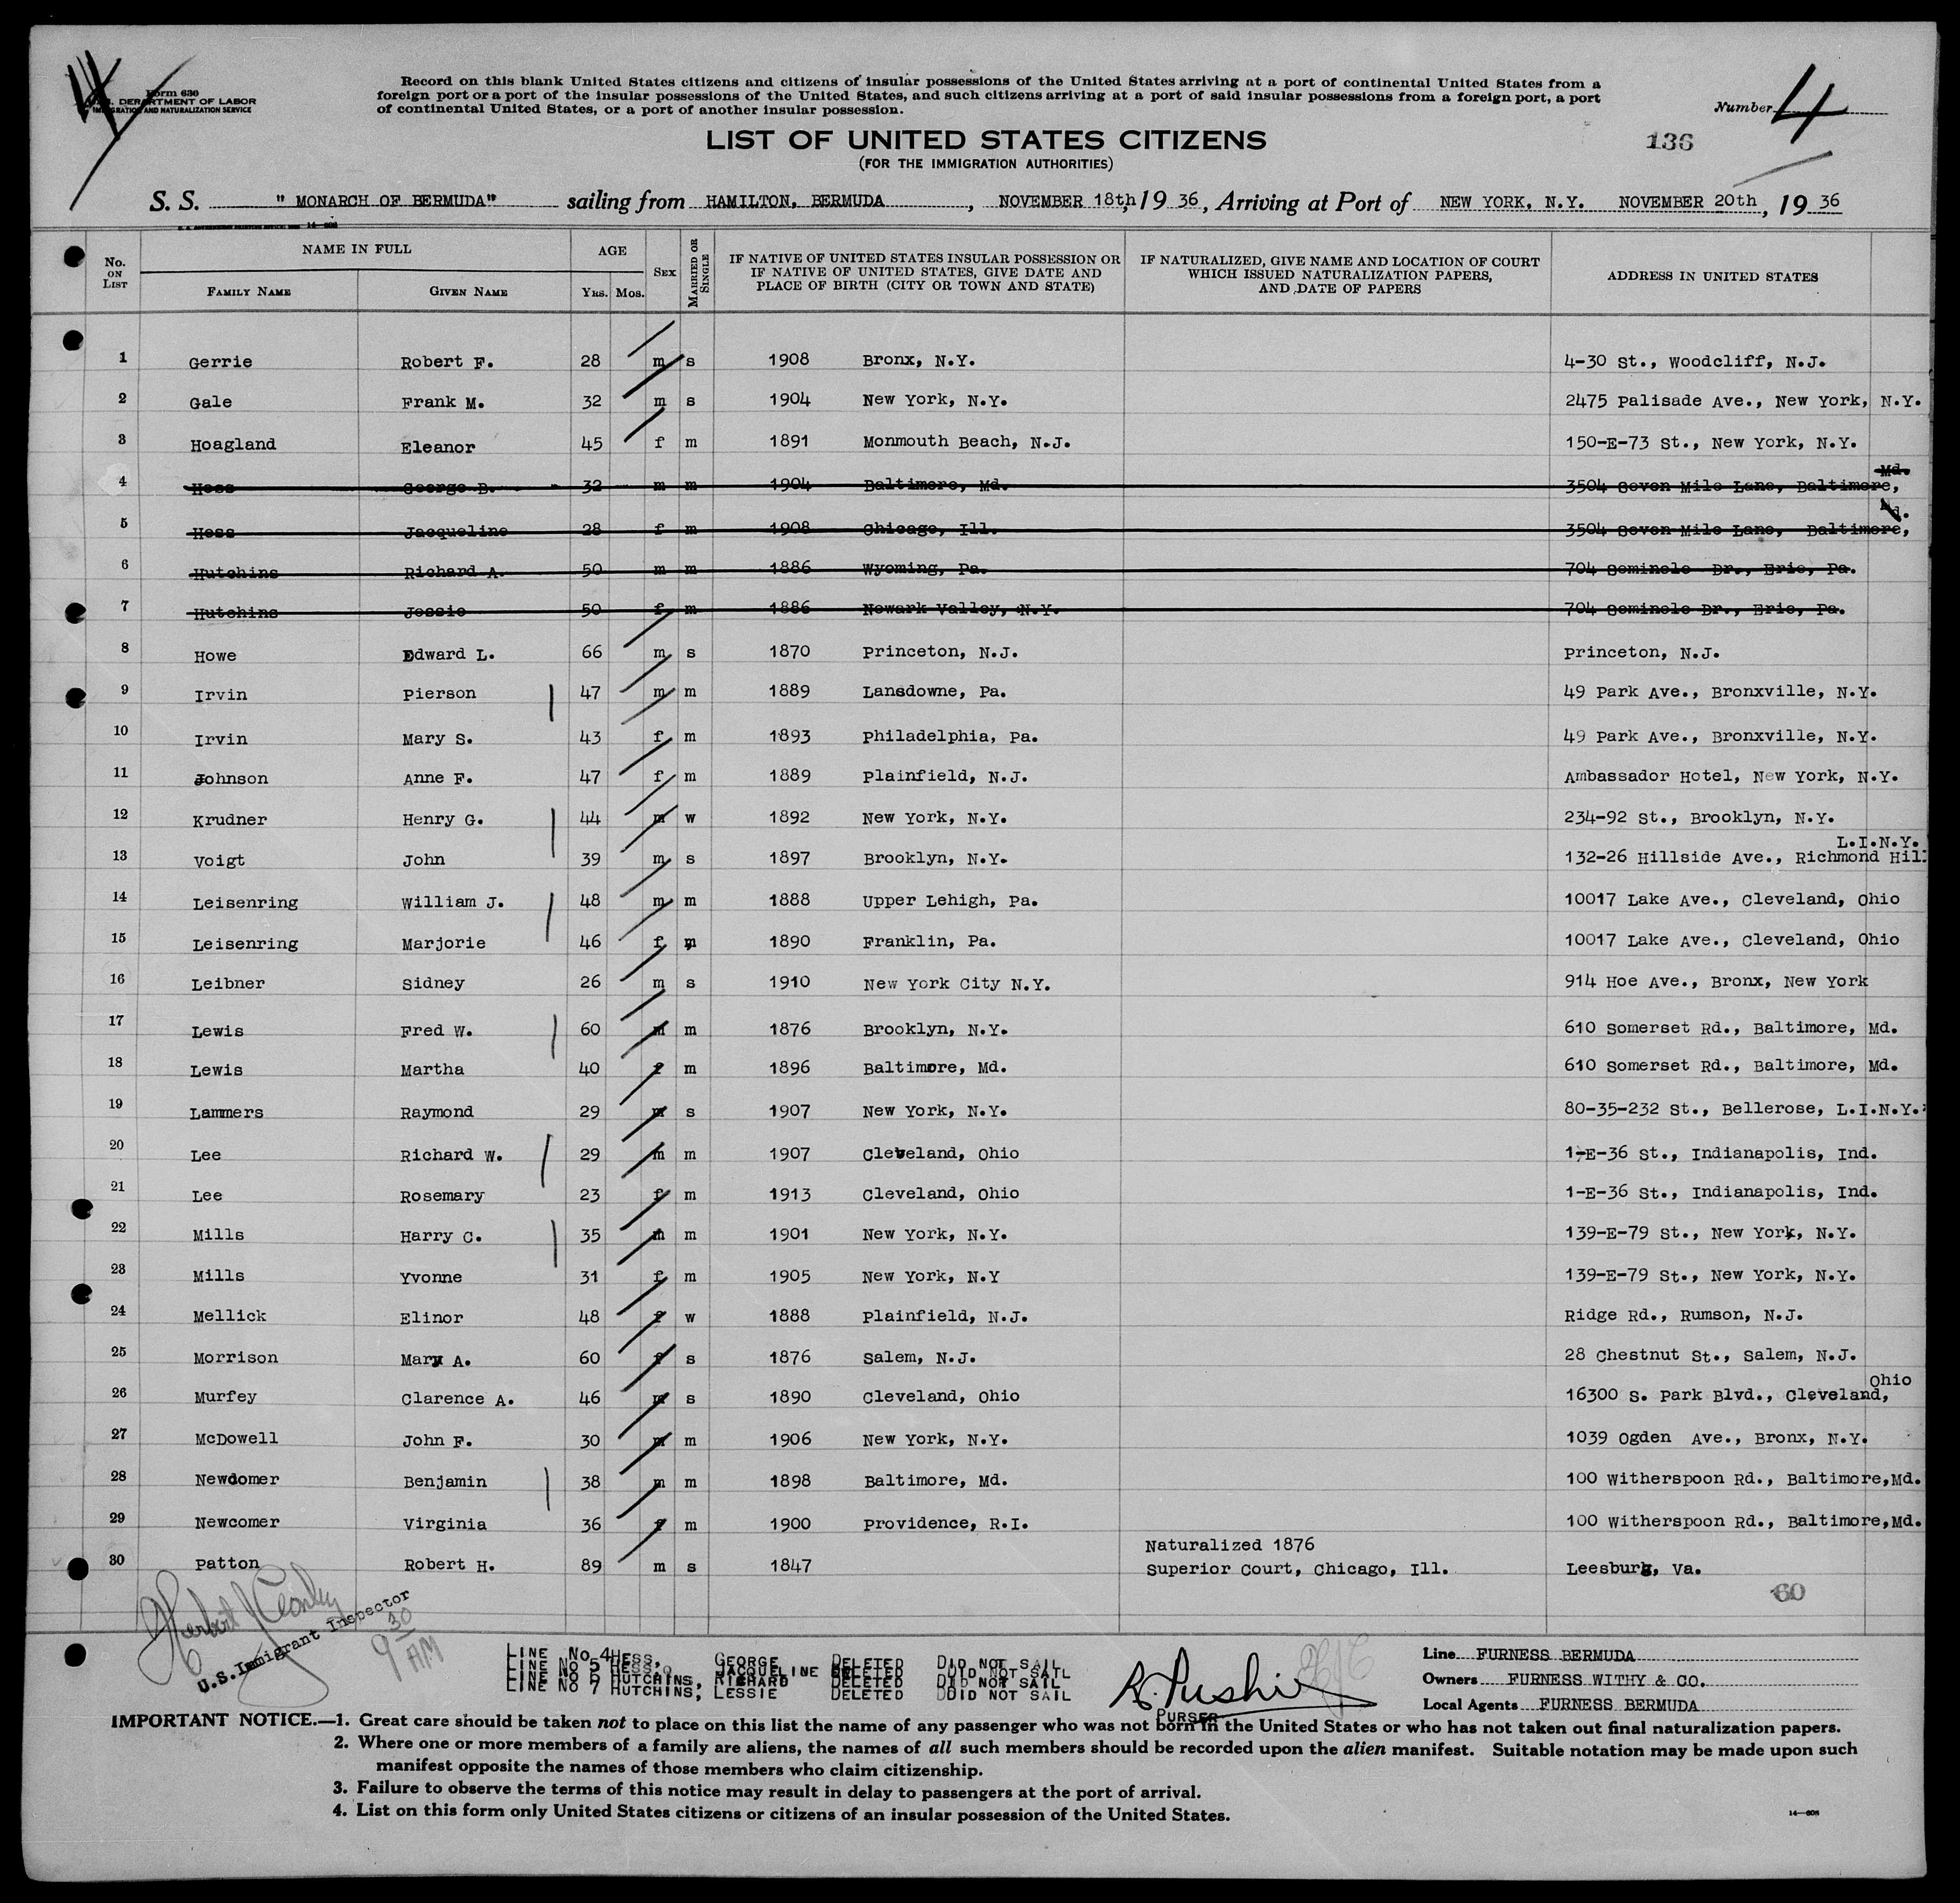 Form 630
U.S. DEPARTMENT OF LABOR
IMMIGRATION AND NATURALIZATION SERVICE
Record on this blank United States citizens and citizens of insular possessions of the United States arriving at a port of continental United States from a
foreign port or a port of the insular possessions of the United States, and such citizens arriving at a port of said insular possessions from a foreign port, a port
of continental United States, or a port of another insular possession.
Number 4
LIST OF UNITED STATES CITIZENS
136
(FOR THE IMMIGRATION AUTHORITIES)
S. S. " MONARCH OF BERMUDA" sailing from HAMILTON, BERMUDA, NOVEMBER 18th, 19 36, Arriving at Port of NEW YORK, N.Y. NOVEMBER 20th, 19 36
No. ON LIST NAME IN FULL FAMILY NAME GIVEN NAME AGE YRS. MOS. SEX MARRIED OR SINGLE IF NATIVE OF UNITED STATES INSULAR POSSESSION OR IF NATIVE OF UNITED STATES, GIVE DATE AND PLACE OF BIRTH (CITY OR TOWN AND STATE) IF NATURALIZED, GIVE NAME AND LOCATION OF COURT WHICH ISSUED NATURALIZATION PAPERS, AND DATE OF PAPERS ADDRESS IN UNITED STATES
1 Gerrie Robert F. 28 m s 1908 Bronx, N.Y. 4-30 St., Woodcliff, N.J.
2 Gale Frank M. 32 m s 1904 New York, N.Y. 2475 Palisade Ave., New York, N.Y.
3 Hoagland Eleanor 45 f m 1891 Monmouth Beach, N.J. 150-E-73 St., New York, N.Y.
4 Hess George B. 32 m m 1904 Baltimore, Md. 3504 Seven Mile Lane, Baltimore, Md.
5 Hess Jacqueline 28 f m 1908 Chicago, Ill. 3504 Seven Mile Lane, Baltimore, Md.
6 Hutchins Richard A. 50 m m 1886 Wyoming, Pa. 704 Seminole Dr., Erie, Pa.
7 Hutchins Jessie 50 f m 1886 Newark Valley, N.Y. 704 Seminole Dr., Erie, Pa.
8 Howe Edward L. 66 m s 1870 Princeton, N.J. Princeton, N.J.
9 Irvin Pierson 47 m m 1889 Lansdowne, Pa. 49 Park Ave., Bronxville, N.Y.
10 Irvin Mary S. 43 f m 1893 Philadelphia, Pa. 49 Park Ave., Bronxville, N.Y.
11 Johnson Anne F. 47 f m 1889 Plainfield, N.J. Ambassador Hotel, New York, N.Y.
12 Krudner Henry G. 44 m w 1892 New York, N.Y. 234-92 St., Brooklyn, N.Y.
L.I.N.Y.
13 Voigt John 39 m s 1897 Brooklyn, N.Y. 132-26 Hillside Ave., Richmond Hill
14 Leisenring William J. 48 m m 1888 Upper Lehigh, Pa. 10017 Lake Ave., Cleveland, Ohio
15 Leisenring Marjorie 46 f m 1890 Franklin, Pa. 10017 Lake Ave., Cleveland, Ohio
16 Leibner Sidney 26 m s 1910 New York City N.Y. 914 Hoe Ave., Bronx, New York
17 Lewis Fred W. 60 m m 1876 Brooklyn, N.Y. 610 Somerset Rd., Baltimore, Md.
18 Lewis Martha 40 f m 1896 Baltimore, Md. 610 Somerset Rd., Baltimore, Md.
19 Lammers Raymond 29 m s 1907 New York, N.Y. 80-35-232 St., Bellerose, L.I.N.Y.
20 Lee Richard W. 29 m m 1907 Cleveland, Ohio 1-E-36 St., Indianapolis, Ind.
21 Lee Rosemary 23 f m 1913 Cleveland, Ohio 1-E-36 St., Indianapolis, Ind.
22 Mills Harry C. 35 m m 1901 New York, N.Y. 139-E-79 St., New York, N.Y.
23 Mills Yvonne 31 f m 1905 New York, N.Y 139-E-79 St., New York, N.Y.
24 Mellick Elinor 48 f w 1888 Plainfield, N.J. Ridge Rd., Rumson, N.J.
25 Morrison Mary A. 60 f s 1876 Salem, N.J. 28 Chestnut St., Salem, N.J.
Ohio
26 Murfey Clarence A. 46 m s 1890 Cleveland, Ohio 16300 S. Park Blvd., Cleveland,
27 McDowell John F. 30 m m 1906 New York, N.Y. 1039 Ogden Ave., Bronx, N.Y.
28 Newcomer Benjamin 38 m m 1898 Baltimore, Md. 100 Witherspoon Rd., Baltimore, Md.
29 Newcomer Virginia 36 f m 1900 Providence, R.I. 100 Witherspoon Rd., Baltimore, Md.
Naturalized 1876
30 Patton Robert H. 89 m s 1847 Superior Court, Chicago, Ill. Leesburg, Va.
60
U.S. Immigrant Inspector
9 30 AM
LINE No 4 HESS, GEORGE DELETED DID NOT SAIL
LINE No 5 HESS, JACQUELINE DELETED DID NOT SAIL
LINE No 6 HUTCHINS, RICHARD DELETED DID NOT SAIL
LINE No 7 HUTCHINS, LESSIE DELETED DID NOT SAIL
PURSER
Line FURNESS BERMUDA
Owners FURNESS WITHY & CO.
Local Agents FURNESS BERMUDA
IMPORTANT NOTICE.—1. Great care should be taken not to place on this list the name of any passenger who was not born in the United States or who has not taken out final naturalization papers.
2. Where one or more members of a family are aliens, the names of all such members should be recorded upon the alien manifest. Suitable notation may be made upon such
manifest opposite the names of those members who claim citizenship.
3. Failure to observe the terms of this notice may result in delay to passengers at the port of arrival.
4. List on this form only United States citizens or citizens of an insular possession of the United States.
14—608